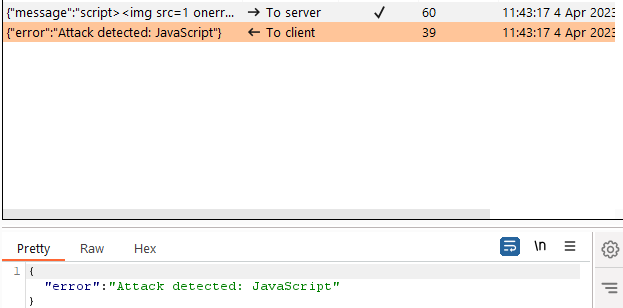 {"message":"script><img src=1 onerr... → To server ✓ 60 11:43:17 4 Apr 2023
{"error":"Attack detected: JavaScript"} ← To client 39 11:43:17 4 Apr 2023
Pretty Raw Hex \n
1 {
"error":"Attack detected: JavaScript"
}